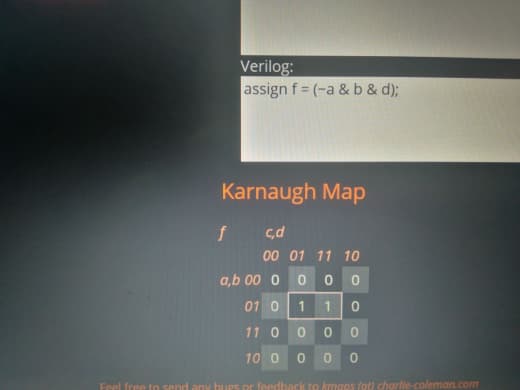 Verilog:
assign f = (~a & b & d);
Karnaugh Map
f c,d
00 01 11 10
a,b 00 0 0 0 0
01 0 1 1 0
11 0 0 0 0
10 0 0 0 0
Feel free to send any bugs or feedback to kmaps (at) charlie-coleman.com